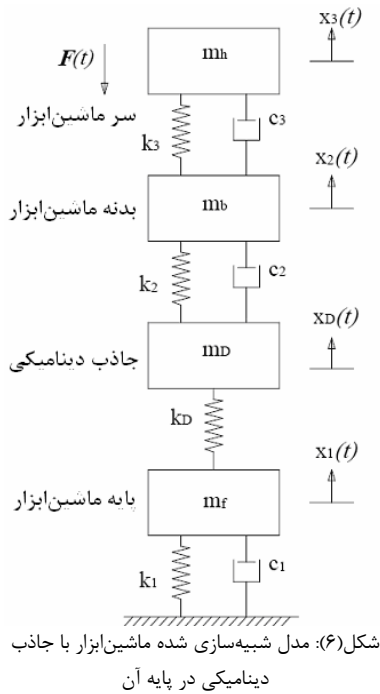 x3(t)
F(t)
mh
سر ماشین‌ابزار
k3
c3
x2(t)
بدنه ماشین‌ابزار
mb
k2
c2
xD(t)
جاذب دینامیکی
mD
kD
x1(t)
پایه ماشین‌ابزار
mf
k1
c1
شکل(۶): مدل شبیه‌سازی شده ماشین‌ابزار با جاذب
دینامیکی در پایه آن